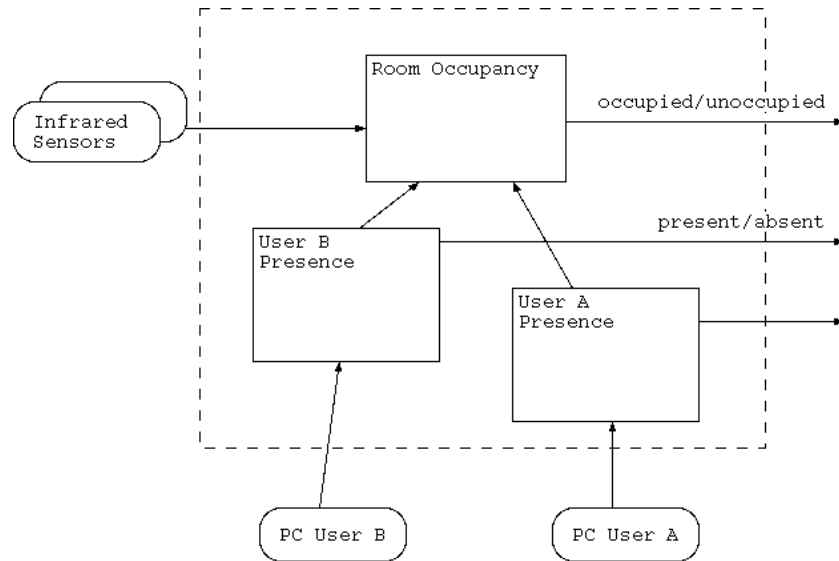 Room Occupancy
occupied/unoccupied
Infrared
Sensors
present/absent
User B
Presence
User A
Presence
PC User B
PC User A